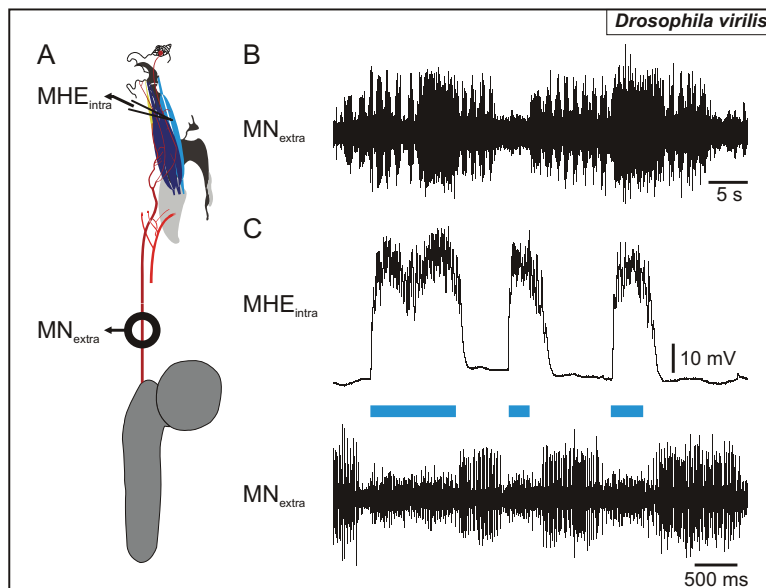 Drosophila virilis
A
MHEintra
MNextra
B
MNextra
5 s
C
MHEintra
10 mV
MNextra
500 ms